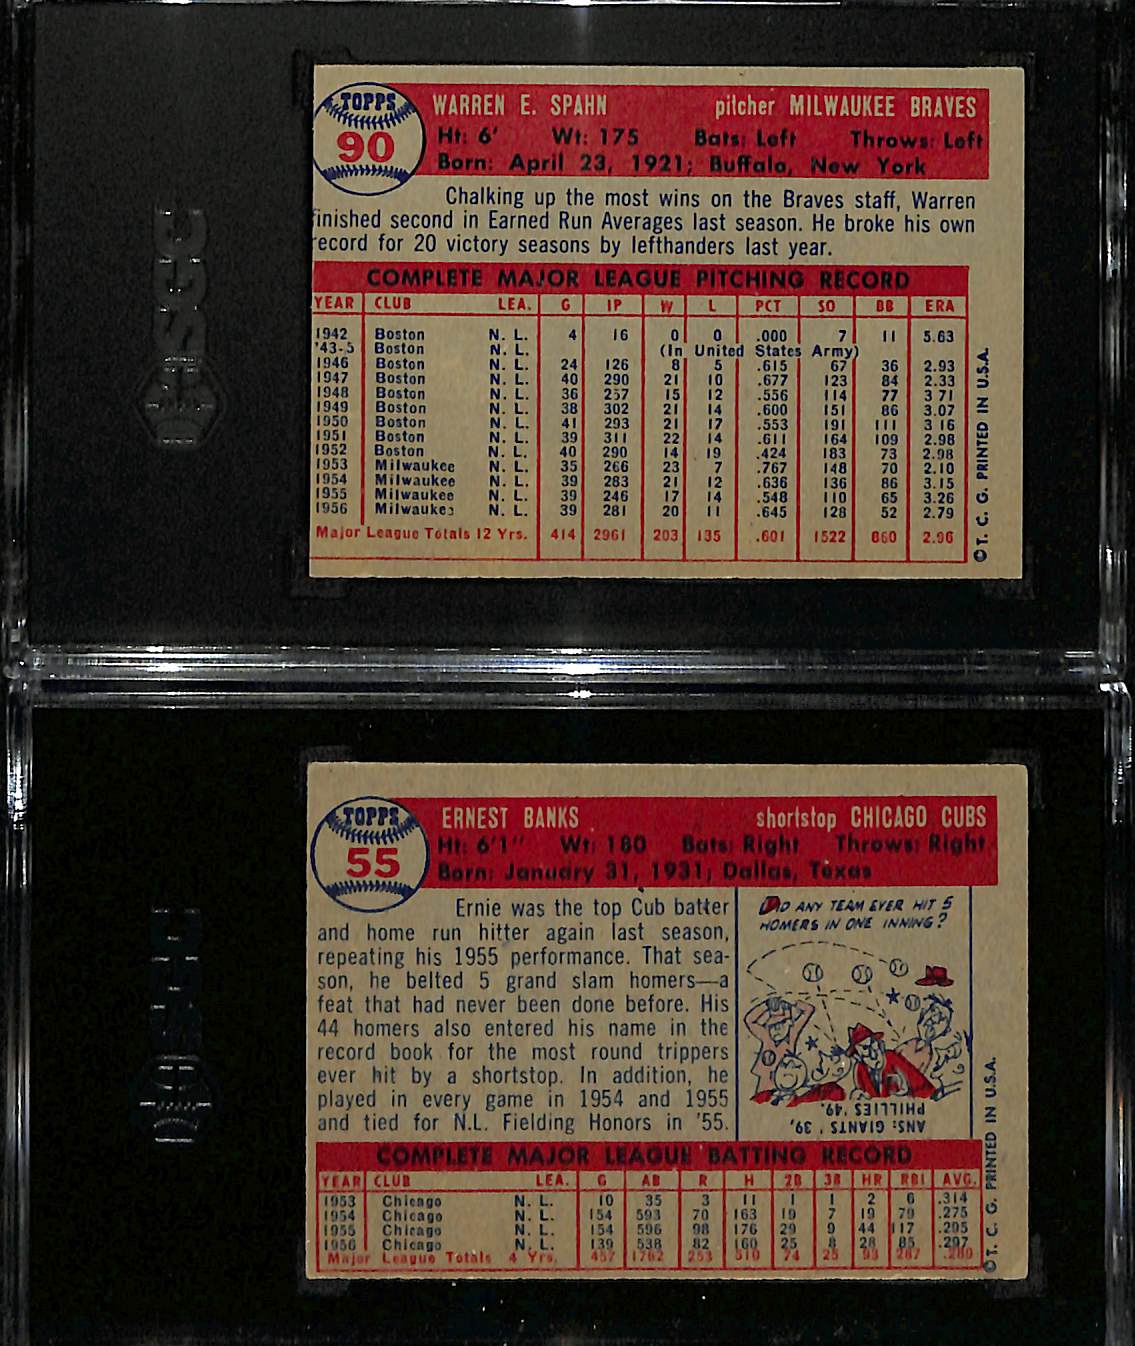 TOPPS
90
WARREN E. SPAHN pitcher MILWAUKEE BRAVES
Ht: 6' Wt: 175 Bats: Left Throws: Left
Born: April 23, 1921; Buffalo, New York
Chalking up the most wins on the Braves staff, Warren
finished second in Earned Run Averages last season. He broke his own
record for 20 victory seasons by lefthanders last year.
COMPLETE MAJOR LEAGUE PITCHING RECORD
YEAR CLUB LEA. G IP W L PCT SO BB ERA
1942 Boston N. L. 4 16 0 0 .000 7 11 5.63
'43-5 Boston N. L. (In United States Army)
1946 Boston N. L. 24 126 8 5 .615 67 36 2.93
1947 Boston N. L. 40 290 21 10 .677 123 84 2.33
1948 Boston N. L. 36 257 15 12 .556 114 77 3.71
1949 Boston N. L. 38 302 21 14 .600 151 86 3.07
1950 Boston N. L. 41 293 21 17 .553 191 111 3.16
1951 Boston N. L. 39 311 22 14 .611 164 109 2.98
1952 Boston N. L. 40 290 14 19 .424 183 73 2.98
1953 Milwaukee N. L. 35 266 23 7 .767 148 70 2.10
1954 Milwaukee N. L. 39 283 21 12 .636 136 86 3.15
1955 Milwaukee N. L. 39 246 17 14 .548 110 65 3.26
1956 Milwaukee N. L. 39 281 20 11 .645 128 52 2.79
Major League Totals 12 Yrs. 414 2961 203 135 .601 1522 860 2.96
© T. C. G. PRINTED IN U.S.A.
SGC
TOPPS
55
ERNEST BANKS shortstop CHICAGO CUBS
Ht: 6'1" Wt: 180 Bats: Right Throws: Right
Born: January 31, 1931; Dallas, Texas
Ernie was the top Cub batter
and home run hitter again last season,
repeating his 1955 performance. That sea-
son, he belted 5 grand slam homers—a
feat that had never been done before. His
44 homers also entered his name in the
record book for the most round trippers
ever hit by a shortstop. In addition, he
played in every game in 1954 and 1955
and tied for N.L. Fielding Honors in '55.
DID ANY TEAM EVER HIT 5
HOMERS IN ONE INNING?
ANS: GIANTS, '39,
PHILLIES '49.
COMPLETE MAJOR LEAGUE BATTING RECORD
YEAR CLUB LEA. G AB R H 2B 3B HR RBI AVG.
1953 Chicago N. L. 10 35 3 11 1 1 2 6 .314
1954 Chicago N. L. 154 593 70 163 19 7 19 79 .275
1955 Chicago N. L. 154 596 98 176 29 9 44 117 .295
1956 Chicago N. L. 139 538 82 160 25 8 28 85 .297
Major League Totals 4 Yrs. 457 1762 253 510 74 25 93 287 .289
© T. C. G. PRINTED IN U.S.A.